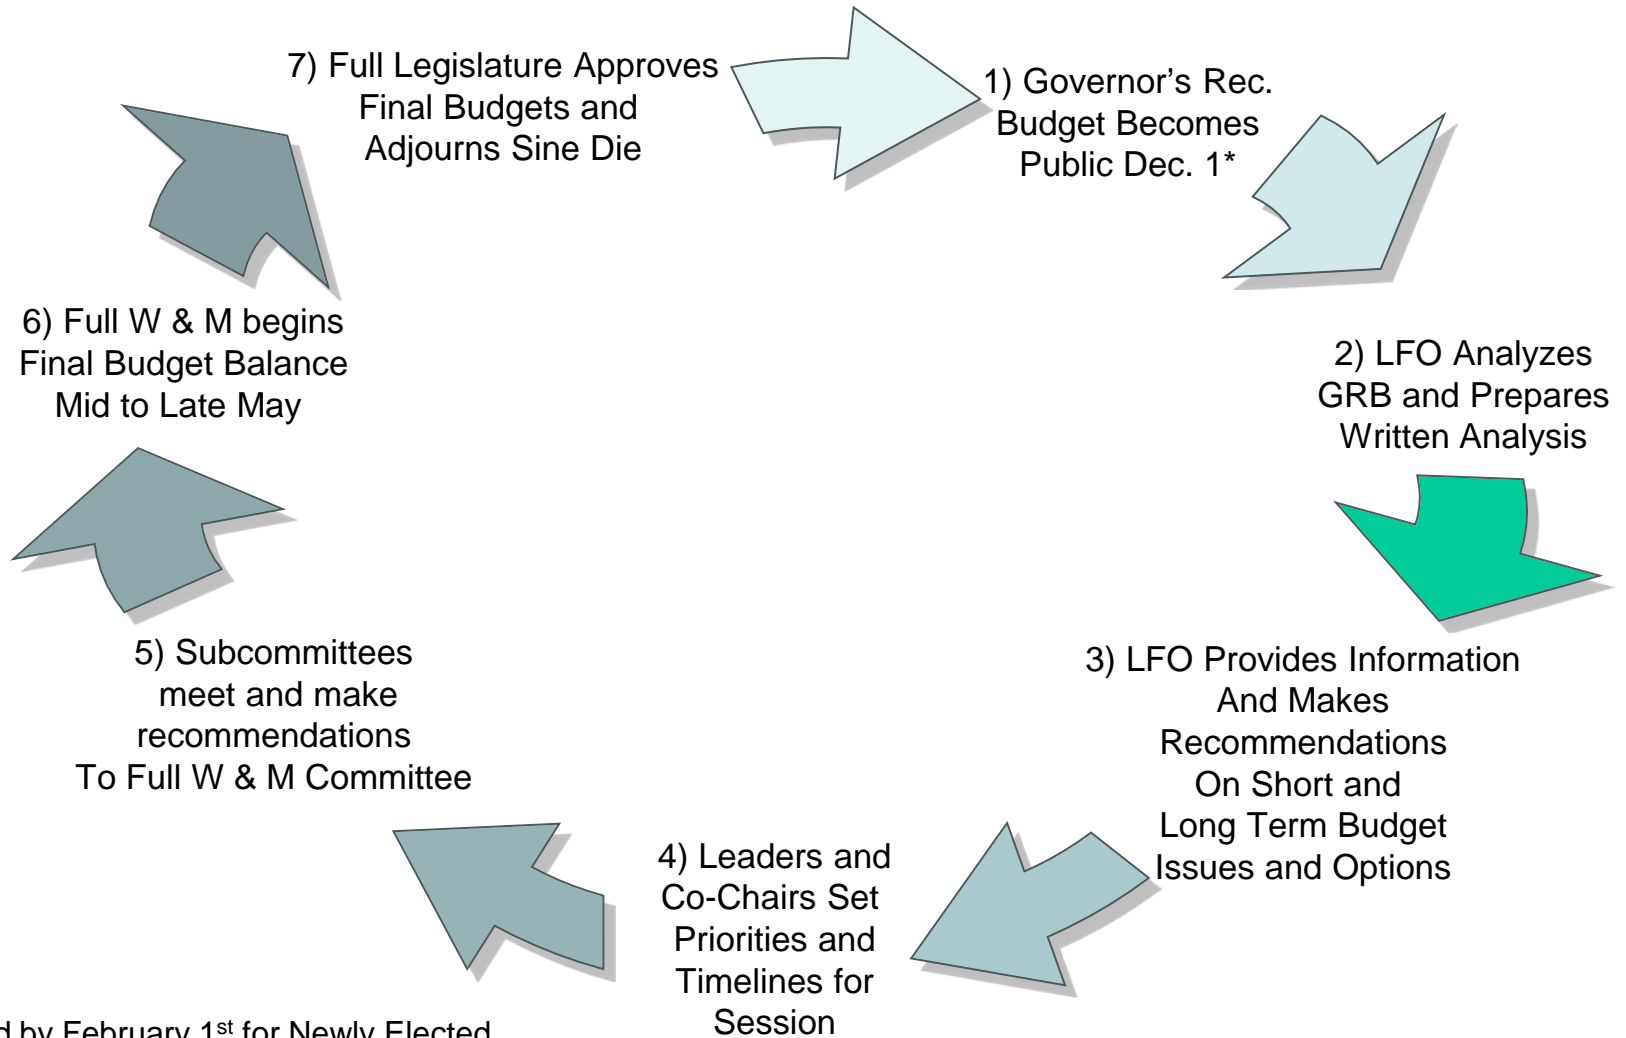 7) Full Legislature Approves
Final Budgets and
Adjourns Sine Die
1) Governor’s Rec.
Budget Becomes
Public Dec. 1*
2) LFO Analyzes
GRB and Prepares
Written Analysis
3) LFO Provides Information
And Makes
Recommendations
On Short and
Long Term Budget
Issues and Options
4) Leaders and
Co-Chairs Set
Priorities and
Timelines for
Session
5) Subcommittees
meet and make
recommendations
To Full W & M Committee
6) Full W & M begins
Final Budget Balance
Mid to Late May
by February 1st for Newly Elected